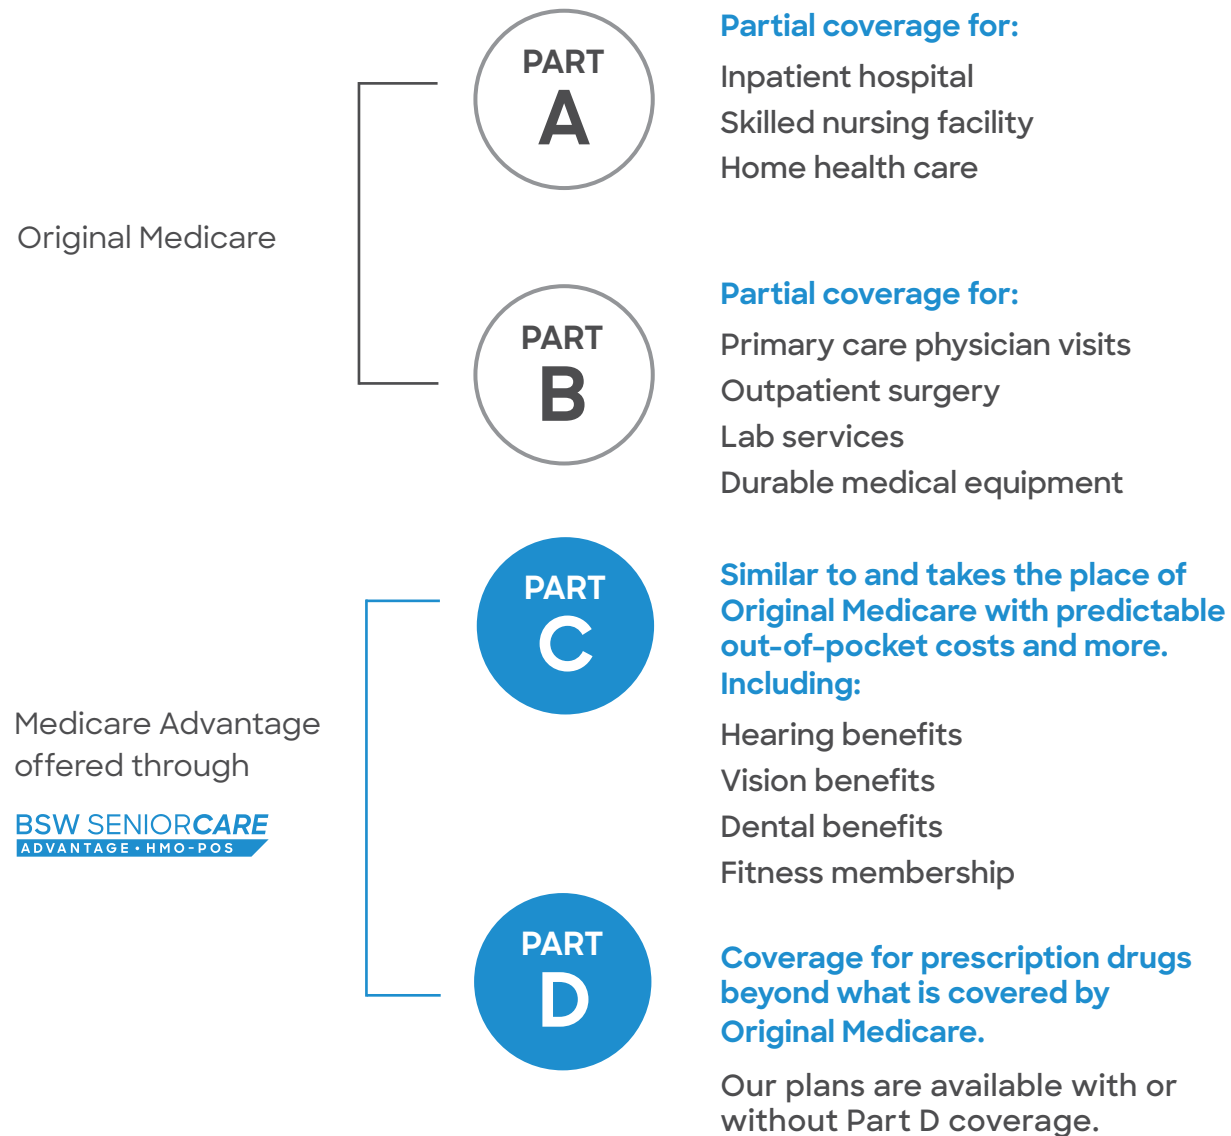 PART
A
Partial coverage for:
Inpatient hospital
Skilled nursing facility
Home health care
Original Medicare
PART
B
Partial coverage for:
Primary care physician visits
Outpatient surgery
Lab services
Durable medical equipment
PART
C
Similar to and takes the place of
Original Medicare with predictable
out-of-pocket costs and more.
Including:
Hearing benefits
Vision benefits
Dental benefits
Fitness membership
Medicare Advantage
offered through
BSW SENIORCARE
ADVANTAGE • HMO-POS
PART
D
Coverage for prescription drugs
beyond what is covered by
Original Medicare.
Our plans are available with or
without Part D coverage.